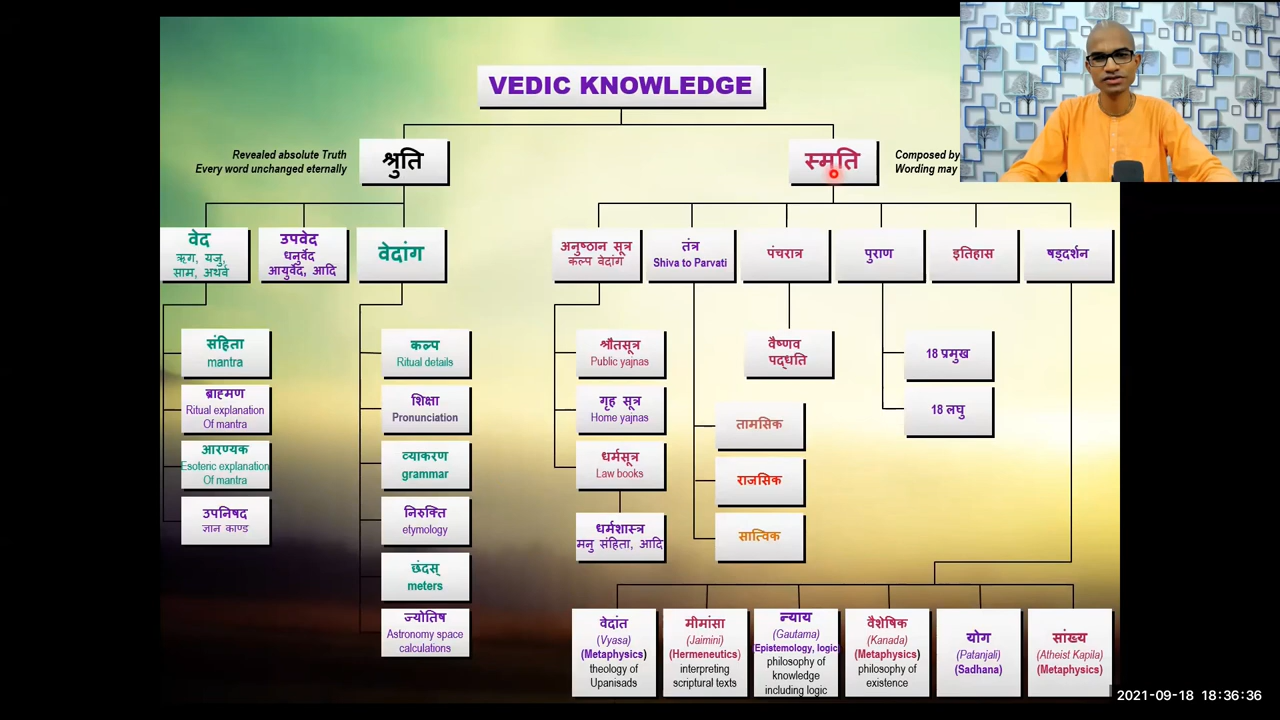 VEDIC KNOWLEDGE
Revealed absolute Truth
Every word unchanged eternally
श्रुति
स्मृति
Composed by
Wording may
वेद
ऋग, यजु,
साम, अथर्व
उपवेद
धनुर्वेद
आयुर्वेद, आदि
वेदांग
अनुष्ठान सूत्र
कल्प वेदांग
तंत्र
Shiva to Parvati
पंचरात्र
पुराण
इतिहास
षड्दर्शन
संहिता
mantra
ब्राह्मण
Ritual explanation
Of mantra
आरण्यक
Esoteric explanation
Of mantra
उपनिषद
ज्ञान काण्ड
कल्प
Ritual details
शिक्षा
Pronunciation
व्याकरण
grammar
निरुक्ति
etymology
छंदस्
meters
ज्योतिष
Astronomy space
calculations
श्रौतसूत्र
Public yajnas
गृह सूत्र
Home yajnas
धर्मसूत्र
Law books
धर्मशास्त्र
मनु संहिता, आदि
वैष्णव
पद्धति
तामसिक
राजसिक
सात्विक
18 प्रमुख
18 लघु
वेदांत
(Vyasa)
(Metaphysics)
theology of
Upanisads
मीमांसा
(Jaimini)
(Hermeneutics)
interpreting
scriptural texts
न्याय
(Gautama)
(Epistemology, logic)
philosophy of
knowledge
including logic
वैशेषिक
(Kanada)
(Metaphysics)
philosophy of
existence
योग
(Patanjali)
(Sadhana)
सांख्य
(Atheist Kapila)
(Metaphysics)
2021-09-18 18:36:36